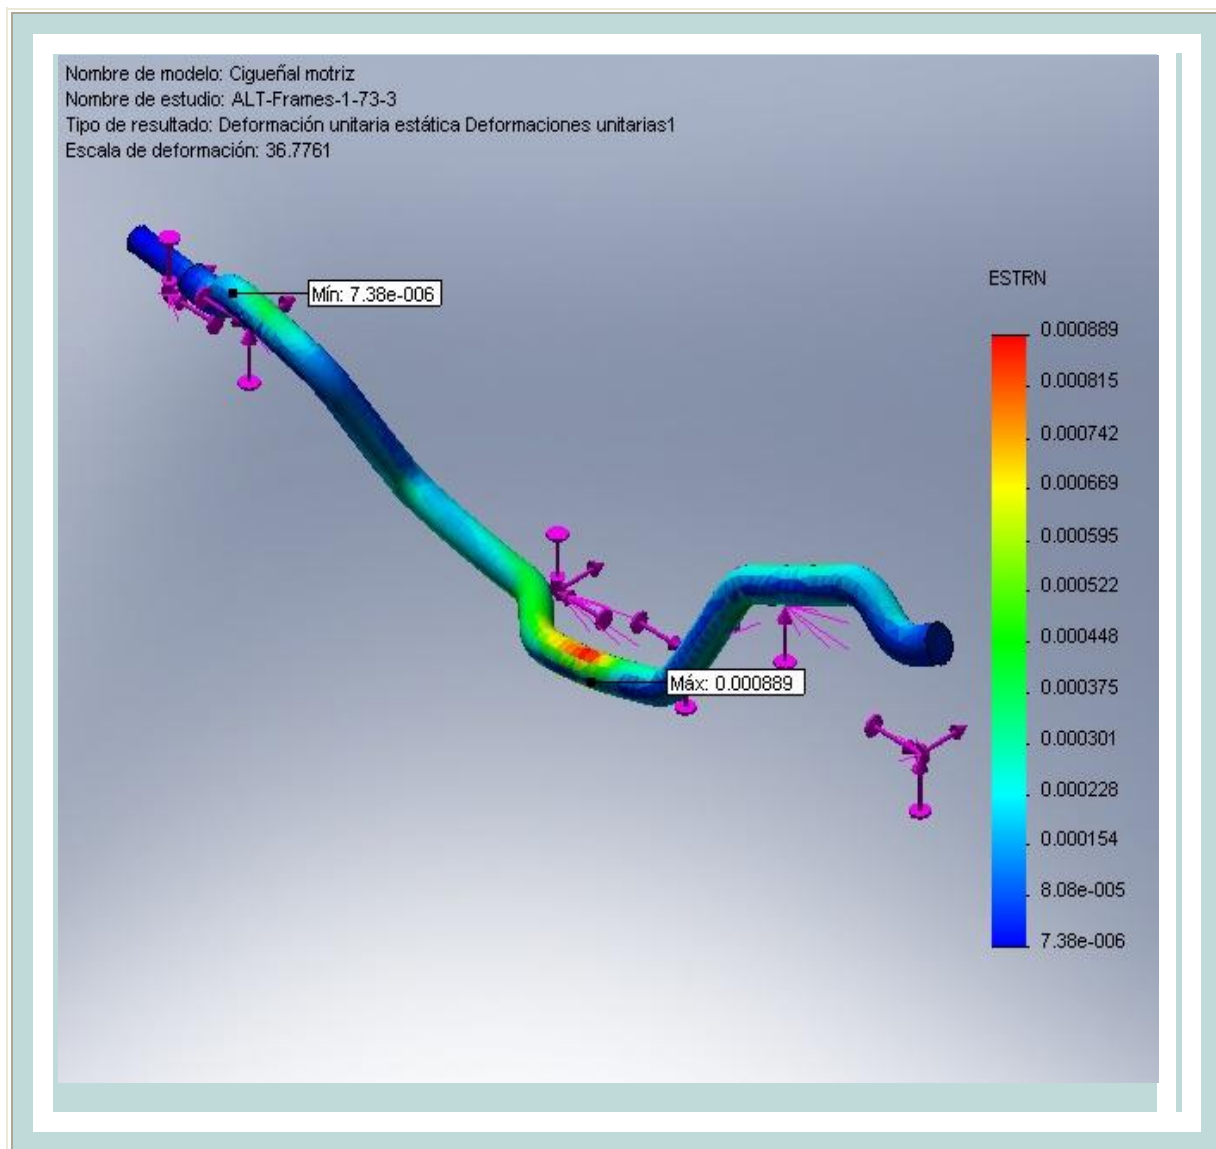 Nombre de modelo: Cigueñal motriz
Nombre de estudio: ALT-Frames-1-73-3
Tipo de resultado: Deformación unitaria estática Deformaciones unitarias1
Escala de deformación: 36.7761
Mín: 7.38e-006
Máx: 0.000889
ESTRN
0.000889
0.000815
0.000742
0.000669
0.000595
0.000522
0.000448
0.000375
0.000301
0.000228
0.000154
8.08e-005
7.38e-006